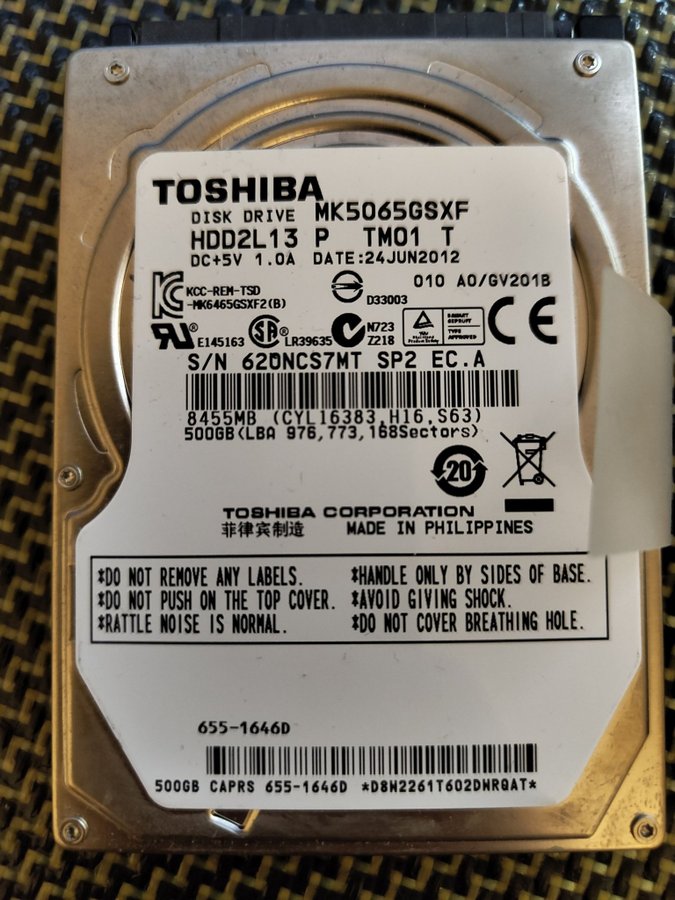 TOSHIBA
DISK DRIVE MK5065GSXF
HDD2L13 P TM01 T
DC+5V 1.0A DATE:24JUN2012
010 A0/GV201B
KCC-REM-TSD
-MK6465GSXF2(B)
D33003
E145163 LR39635 N723
Z218
CE
S/N 620NCS7MT SP2 EC.A
8455MB (CYL16383,H16,S63)
500GB(LBA 976,773,168Sectors)
20
TOSHIBA CORPORATION
菲律宾制造 MADE IN PHILIPPINES
*DO NOT REMOVE ANY LABELS. *HANDLE ONLY BY SIDES OF BASE.
*DO NOT PUSH ON THE TOP COVER. *AVOID GIVING SHOCK.
*RATTLE NOISE IS NORMAL. *DO NOT COVER BREATHING HOLE.
655-1646D
500GB CAPRS 655-1646D *D8W2261T602DWRQAT*